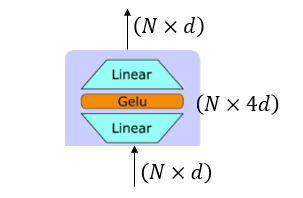 (N × d)
Linear
Gelu
(N × 4d)
Linear
(N × d)